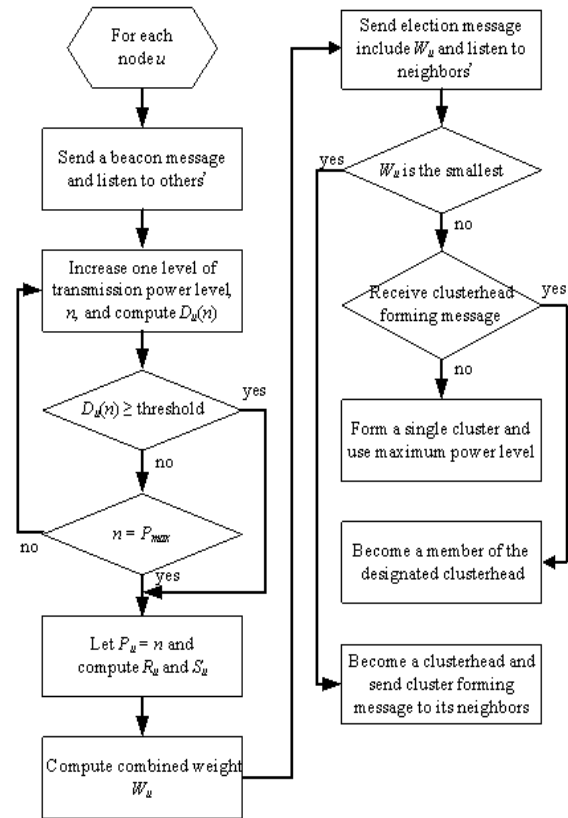 For each
node u
Send a beacon message
and listen to others'
Increase one level of
transmission power level,
n, and compute Du(n)
Du(n) ≥ threshold
yes
no
n = Pmax
no
yes
Let Pu = n and
compute Ru and Su
Compute combined weight
Wu
Send election message
include Wu and listen to
neighbors'
yes
Wu is the smallest
no
Receive clusterhead
forming message
yes
no
Form a single cluster and
use maximum power level
Become a member of the
designated clusterhead
Become a clusterhead and
send cluster forming
message to its neighbors